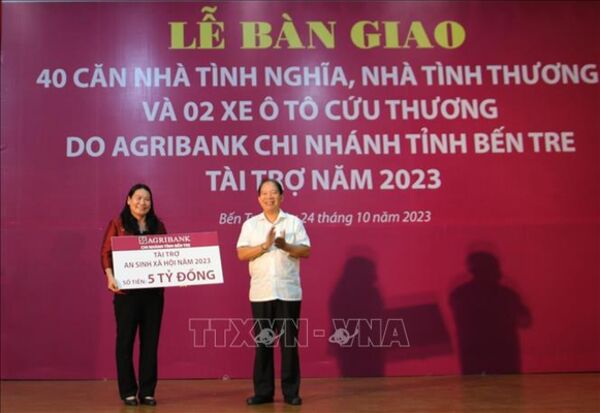 LỄ BÀN GIAO
40 CĂN NHÀ TÌNH NGHĨA, NHÀ TÌNH THƯƠNG
VÀ 02 XE Ô TÔ CỨU THƯƠNG
DO AGRIBANK CHI NHÁNH TỈNH BẾN TRE
TÀI TRỢ NĂM 2023
Bến 24 tháng 10 năm 2023
AGRIBANK
CHI NHÁNH TỈNH BẾN TRE
TÀI TRỢ
AN SINH XÃ HỘI NĂM 2023
SỐ TIỀN: 5 TỶ ĐỒNG
TTXVN - VNA